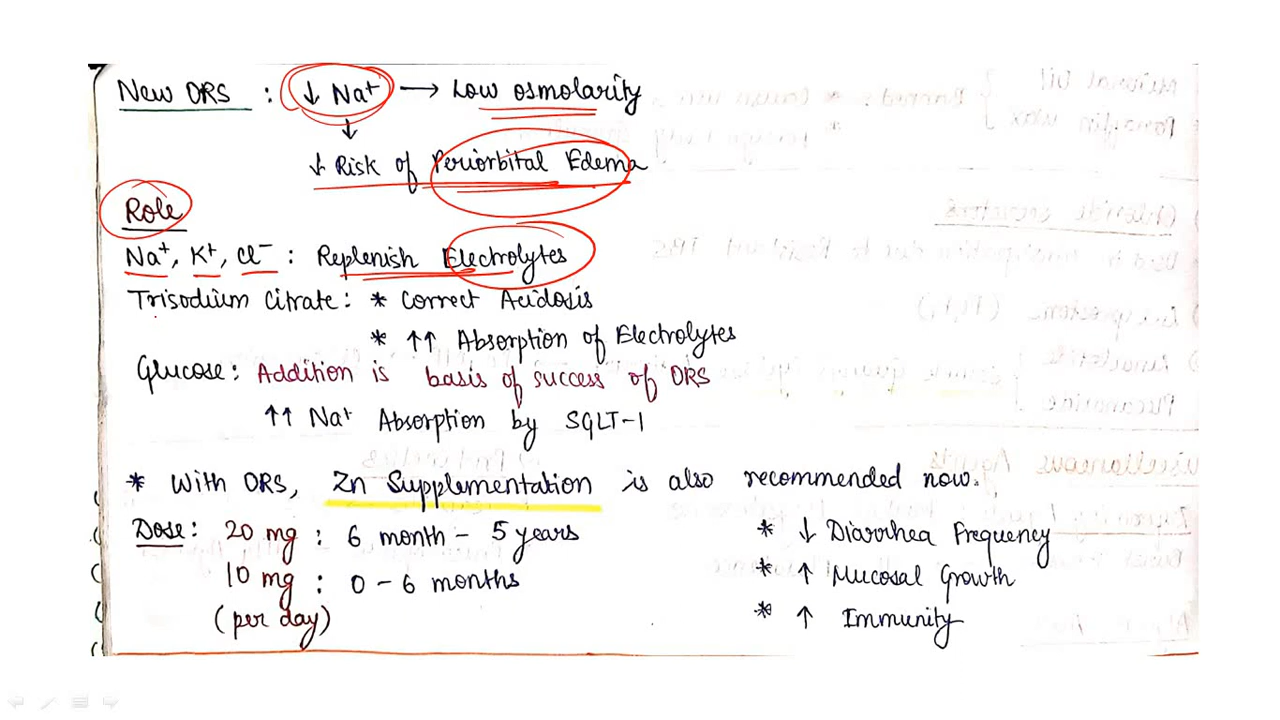 New ORS : ↓ Na⁺ → Low osmolarity
↓
↓ Risk of Periorbital Edema
Role
Na⁺, K⁺, Cl⁻ : Replenish Electrolytes
Trisodium Citrate: * Correct Acidosis
* ↑↑ Absorption of Electrolytes
Glucose: Addition is basis of success of ORS
↑↑ Na⁺ Absorption by SGLT-1
* With ORS, Zn Supplementation is also recommended now.
Dose: 20 mg : 6 month - 5 years
10 mg : 0 - 6 months
(per day)
* ↓ Diarrhea Frequency
* ↑ Mucosal Growth
* ↑ Immunity